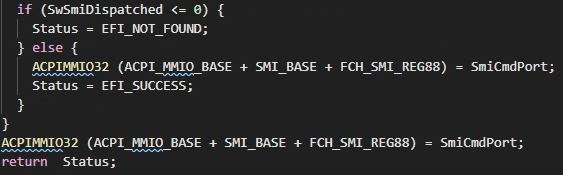 if (SwSmiDispatched <= 0) {
Status = EFI_NOT_FOUND;
} else {
ACPIMMIO32 (ACPI_MMIO_BASE + SMI_BASE + FCH_SMI_REG88) = SmiCmdPort;
Status = EFI_SUCCESS;
}
}
ACPIMMIO32 (ACPI_MMIO_BASE + SMI_BASE + FCH_SMI_REG88) = SmiCmdPort;
return  Status;